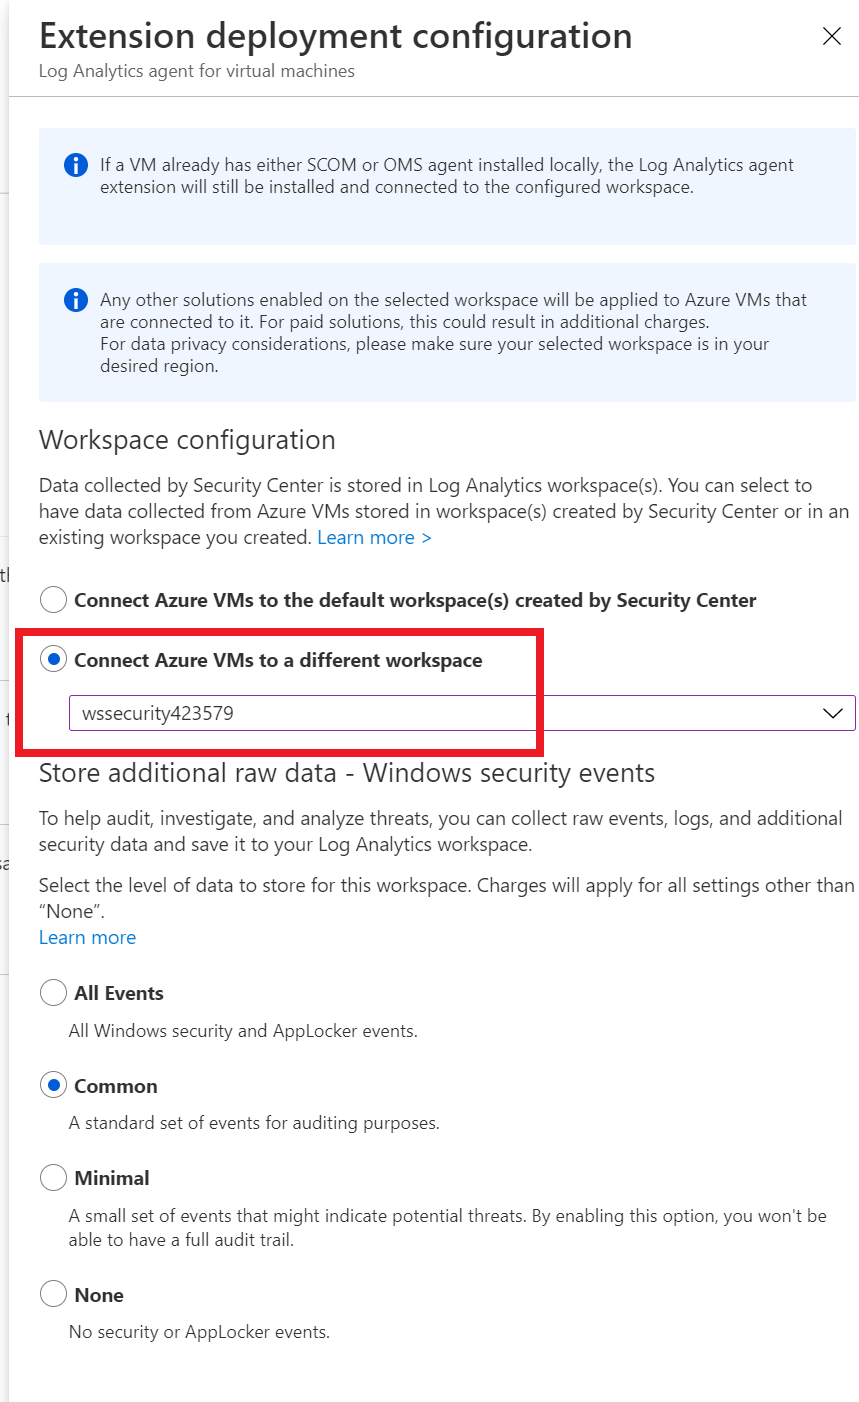 Extension deployment configuration
Log Analytics agent for virtual machines
If a VM already has either SCOM or OMS agent installed locally, the Log Analytics agent
extension will still be installed and connected to the configured workspace.
Any other solutions enabled on the selected workspace will be applied to Azure VMs that
are connected to it. For paid solutions, this could result in additional charges.
For data privacy considerations, please make sure your selected workspace is in your
desired region.
Workspace configuration
Data collected by Security Center is stored in Log Analytics workspace(s). You can select to
have data collected from Azure VMs stored in workspace(s) created by Security Center or in an
existing workspace you created. Learn more >
Connect Azure VMs to the default workspace(s) created by Security Center
Connect Azure VMs to a different workspace
wssecurity423579
Store additional raw data - Windows security events
To help audit, investigate, and analyze threats, you can collect raw events, logs, and additional
security data and save it to your Log Analytics workspace.
Select the level of data to store for this workspace. Charges will apply for all settings other than
“None”.
Learn more
All Events
All Windows security and AppLocker events.
Common
A standard set of events for auditing purposes.
Minimal
A small set of events that might indicate potential threats. By enabling this option, you won't be
able to have a full audit trail.
None
No security or AppLocker events.